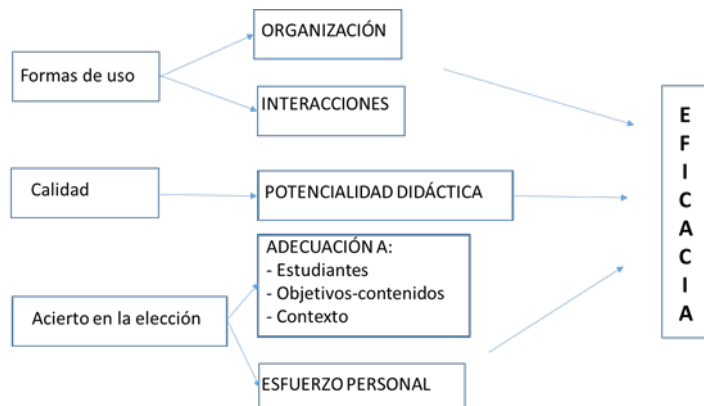 ORGANIZACIÓN
Formas de uso
INTERACCIONES
Calidad
POTENCIALIDAD DIDÁCTICA
ADECUACIÓN A:
- Estudiantes
- Objetivos-contenidos
- Contexto
Acierto en la elección
ESFUERZO PERSONAL
E
F
I
C
A
C
I
A